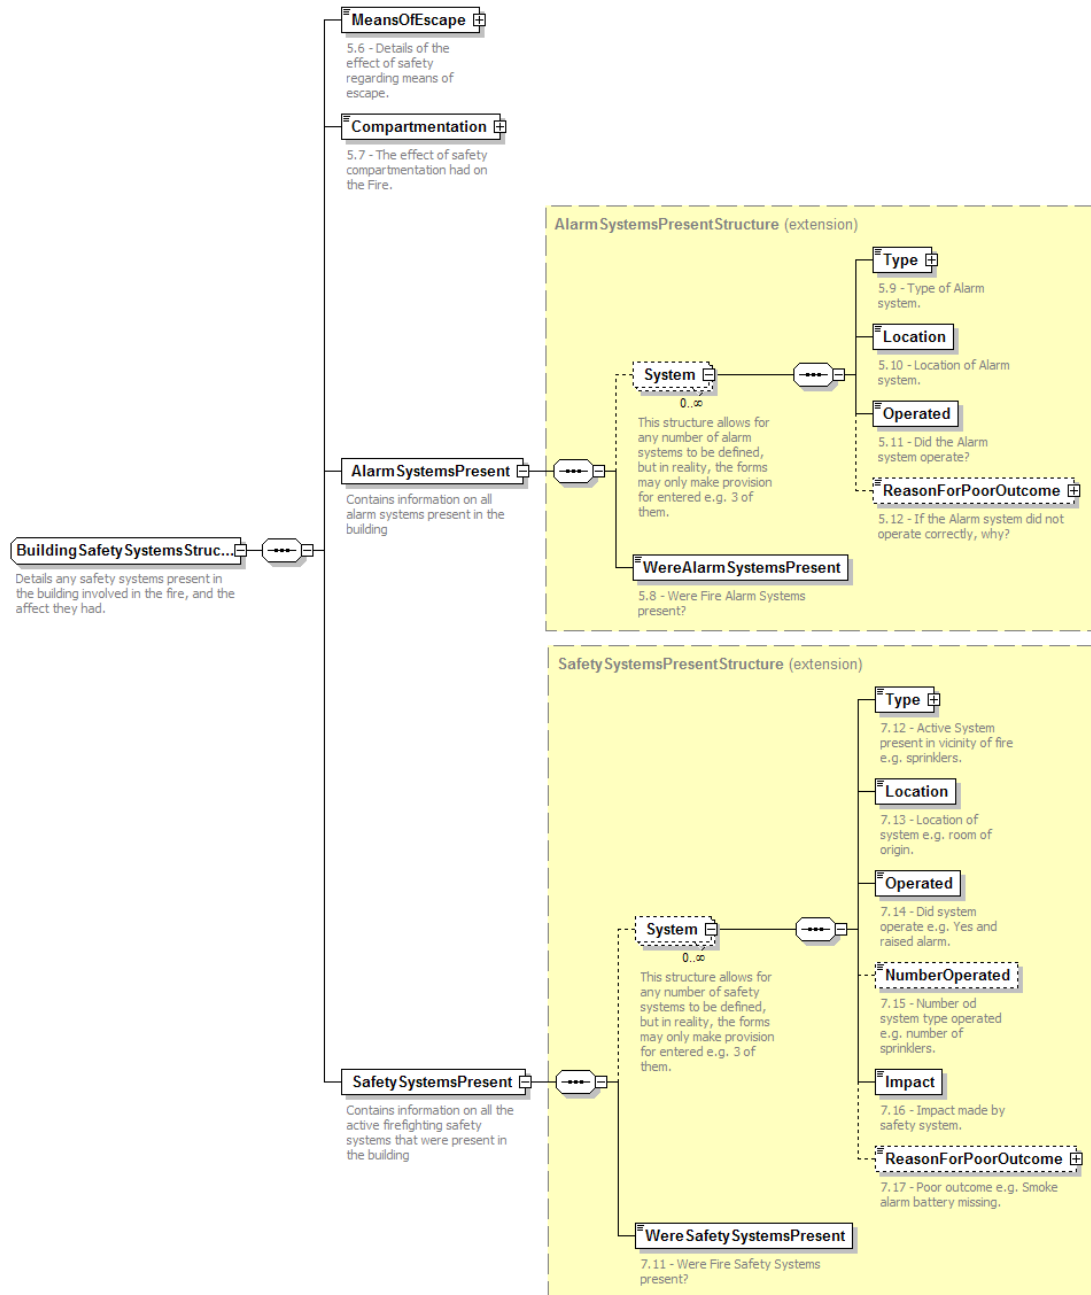 MeansOfEscape
5.6 - Details of the
effect of safety
regarding means of
escape.
Compartmentation
5.7 - The effect of safety
compartmentation had on
the Fire.
AlarmSystemsPresentStructure (extension)
Type
5.9 - Type of Alarm
system.
Location
5.10 - Location of Alarm
system.
System
0..∞
This structure allows for
any number of alarm
systems to be defined,
but in reality, the forms
may only make provision
for entered e.g. 3 of
them.
Operated
5.11 - Did the Alarm
system operate?
ReasonForPoorOutcome
5.12 - If the Alarm system did not
operate correctly, why?
AlarmSystemsPresent
Contains information on all
alarm systems present in the
building
WereAlarmSystemsPresent
5.8 - Were Fire Alarm Systems
present?
BuildingSafetySystemsStruc...
Details any safety systems present in
the building involved in the fire, and the
affect they had.
SafetySystemsPresentStructure (extension)
Type
7.12 - Active System
present in vicinity of fire
e.g. sprinklers.
Location
7.13 - Location of
system e.g. room of
origin.
Operated
7.14 - Did system
operate e.g. Yes and
raised alarm.
System
0..∞
This structure allows for
any number of safety
systems to be defined,
but in reality, the forms
may only make provision
for entered e.g. 3 of
them.
NumberOperated
7.15 - Number od
system type operated
e.g. number of
sprinklers.
Impact
7.16 - Impact made by
safety system.
ReasonForPoorOutcome
7.17 - Poor outcome e.g. Smoke
alarm battery missing.
SafetySystemsPresent
Contains information on all the
active firefighting safety
systems that were present in
the building
WereSafetySystemsPresent
7.11 - Were Fire Safety Systems
present?